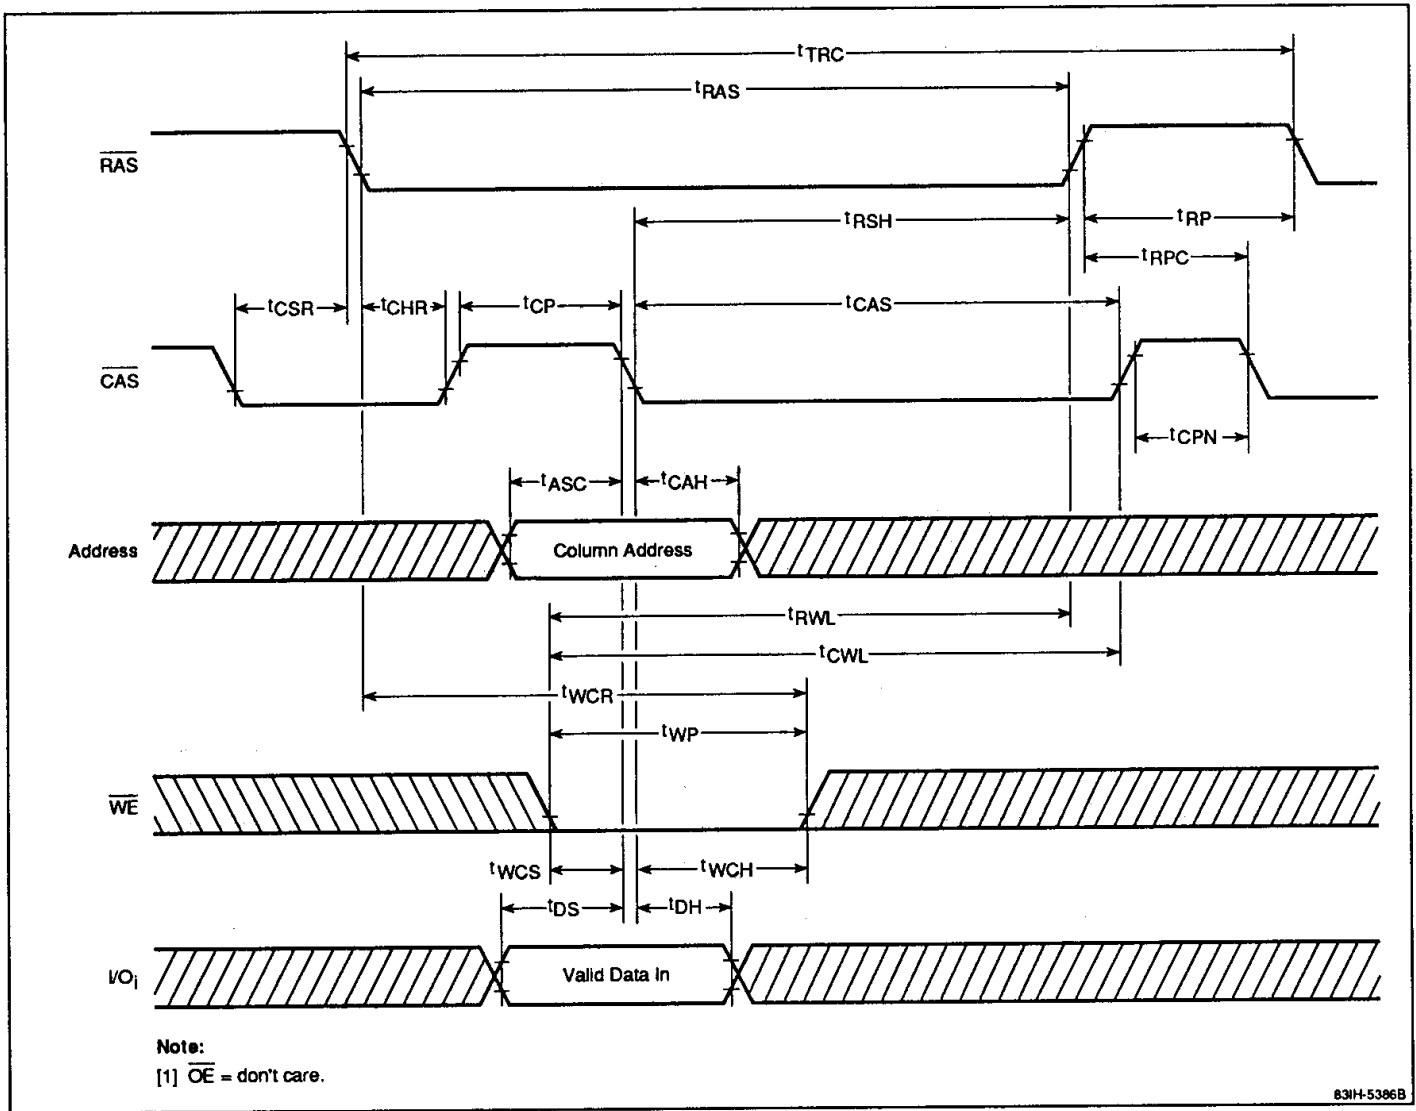 tTRC
tRAS
RAS
tRSH
tRP
tRPC
tCSR
tCHR
tCP
tCAS
CAS
tCPN
tASC
tCAH
Address
Column Address
tRWL
tCWL
tWCR
tWP
WE
tWCS
tWCH
tDS
tDH
I/Oi
Valid Data In
Note:
[1] OE = don't care.
83IH-5386B